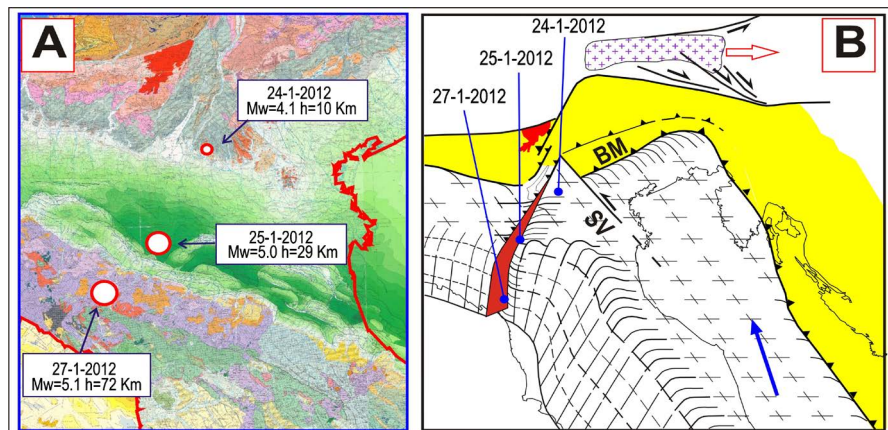 A
24-1-2012
Mw=4.1 h=10 Km
25-1-2012
Mw=5.0 h=29 Km
27-1-2012
Mw=5.1 h=72 Km
B
24-1-2012
25-1-2012
27-1-2012
BM
SV